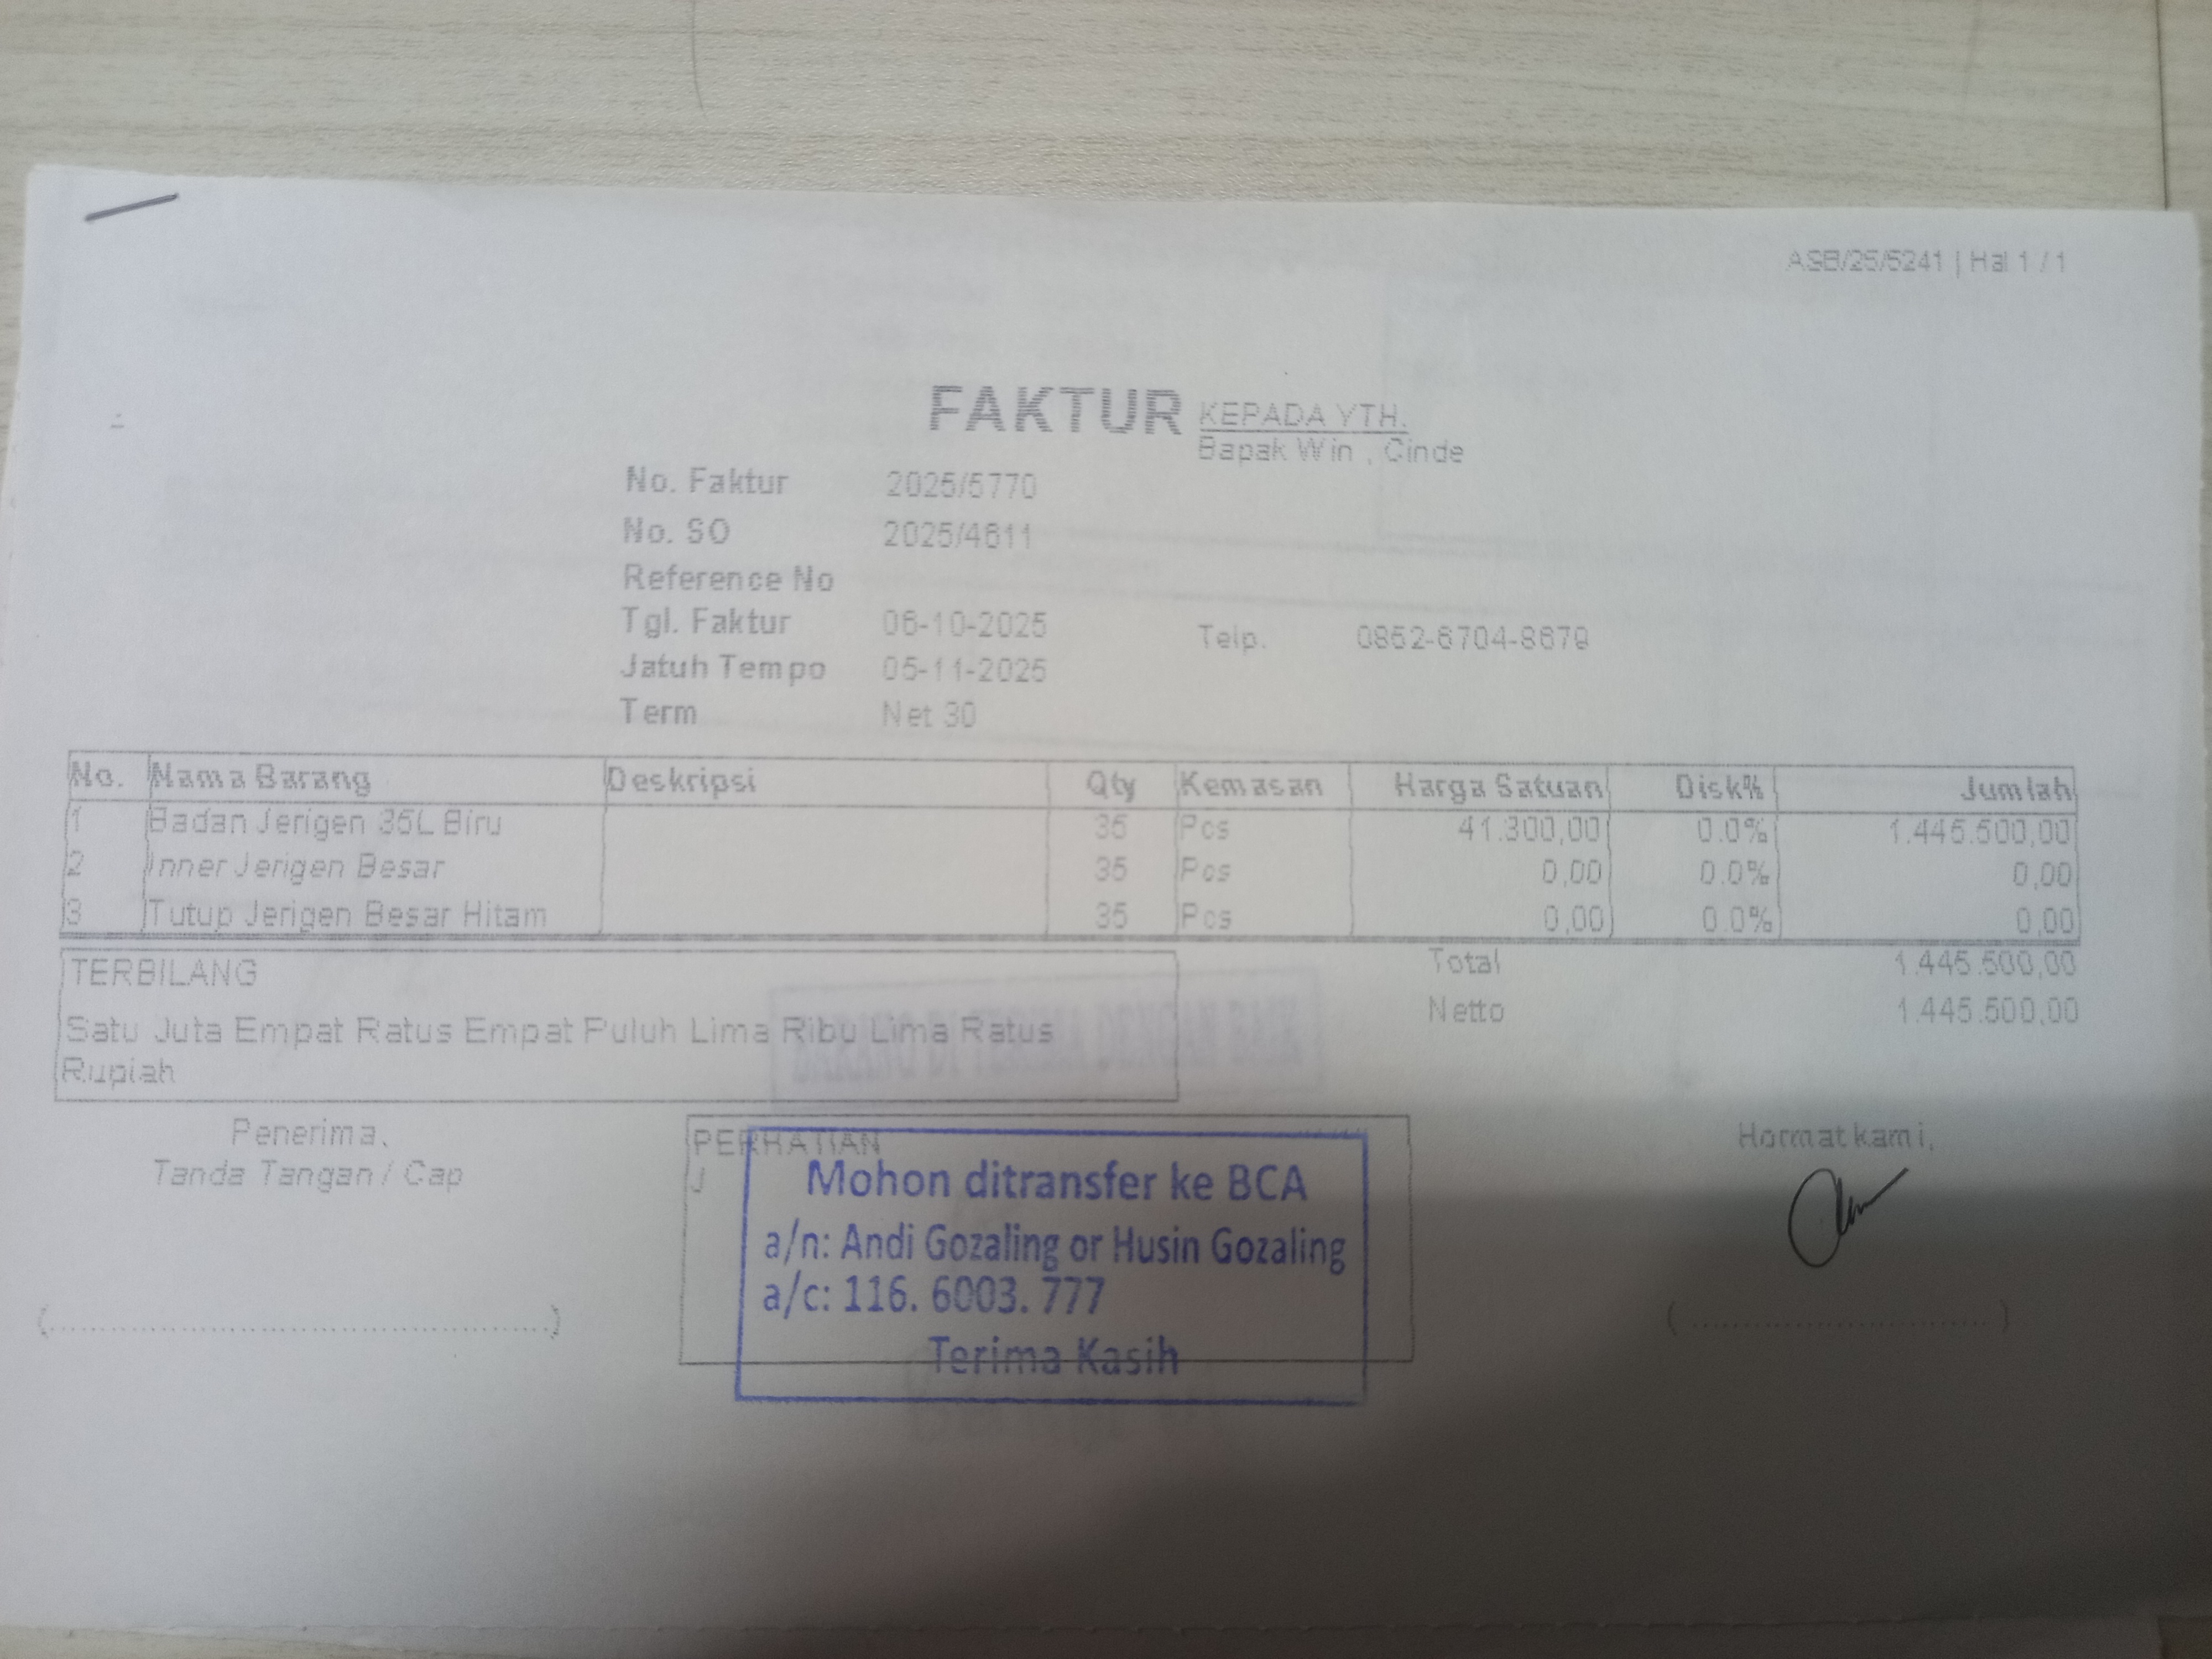 ASB/25/5241 | Hal 1 / 1
FAKTUR
KEPADA YTH.
Bapak Win , Cinde
No. Faktur 2025/5770
No. SO 2025/4811
Reference No
Tgl. Faktur 06-10-2025
Telp. 0852-6704-8679
Jatuh Tempo 05-11-2025
Term Net 30
No. Nama Barang Deskripsi Qty Kemasan Harga Satuan Disk% Jumlah
1 Badan Jerigen 35L Biru 35 Pcs 41.300,00 0.0% 1.445.500,00
2 Inner Jerigen Besar 35 Pcs 0,00 0.0% 0,00
3 Tutup Jerigen Besar Hitam 35 Pcs 0,00 0.0% 0,00
TERBILANG
Total 1.445.500,00
Satu Juta Empat Ratus Empat Puluh Lima Ribu Lima Ratus
Rupiah
Netto 1.445.500,00
Penerima,
Tanda Tangan / Cap
PERHATIAN
J
Mohon ditransfer ke BCA
a/n: Andi Gozaling or Husin Gozaling
a/c: 116. 6003. 777
Terima Kasih
Hormat kami,
(..................................................)
( .............................. )